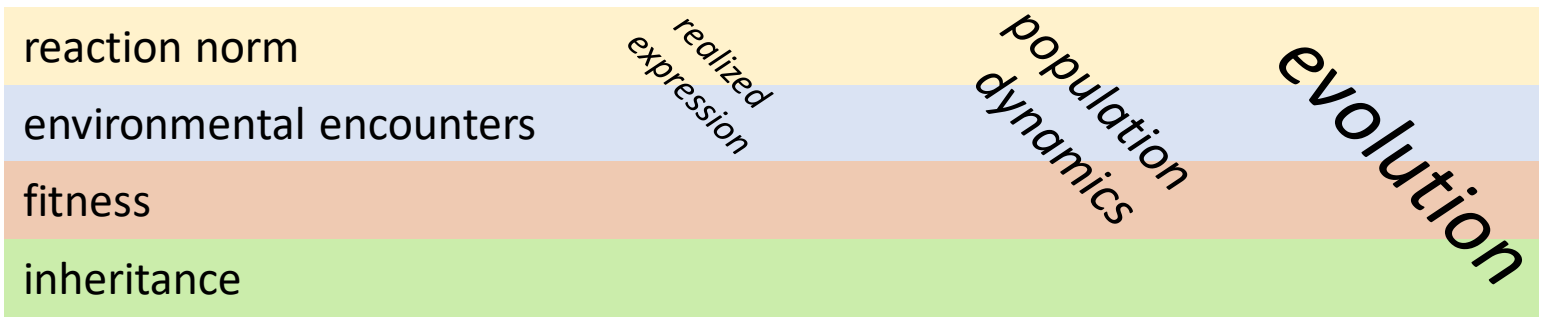 reaction norm
environmental encounters
fitness
inheritance
realized
expression
population
dynamics
evolution